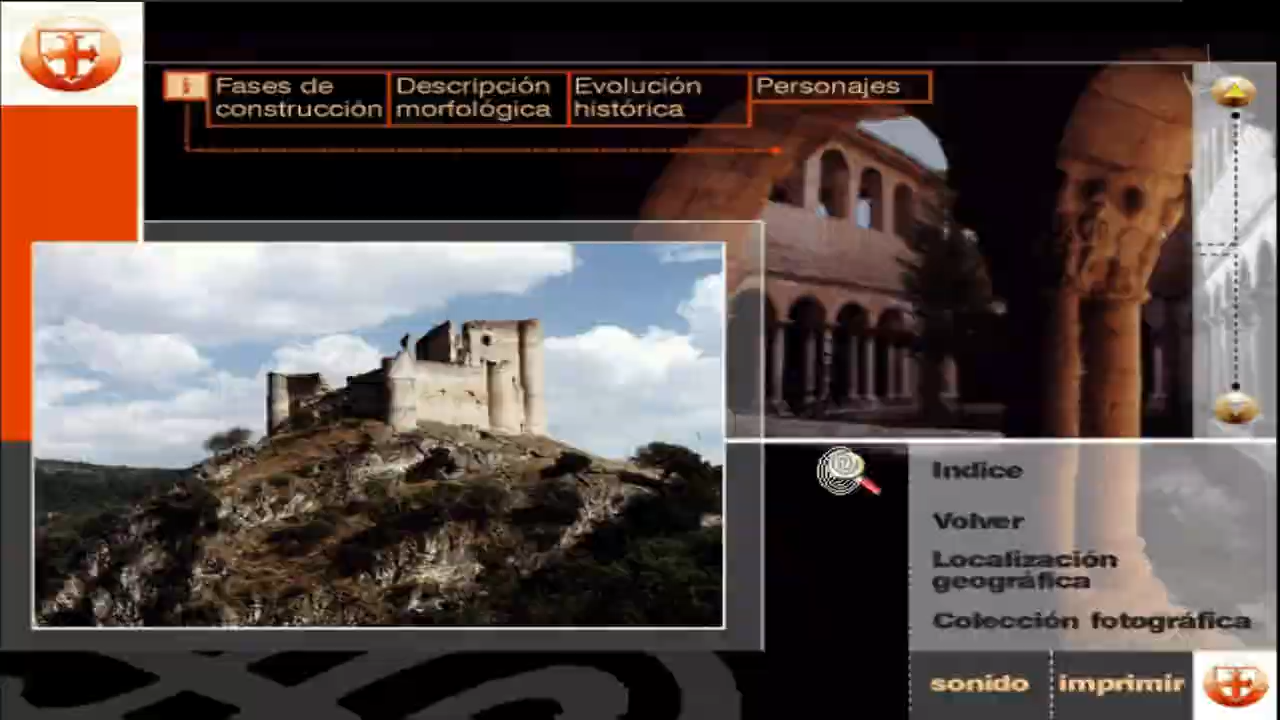 i
Fases de
construcción
Descripción
morfológica
Evolución
histórica
Personajes
Indice
Volver
Localización
geográfica
Colección fotográfica
sonido
imprimir